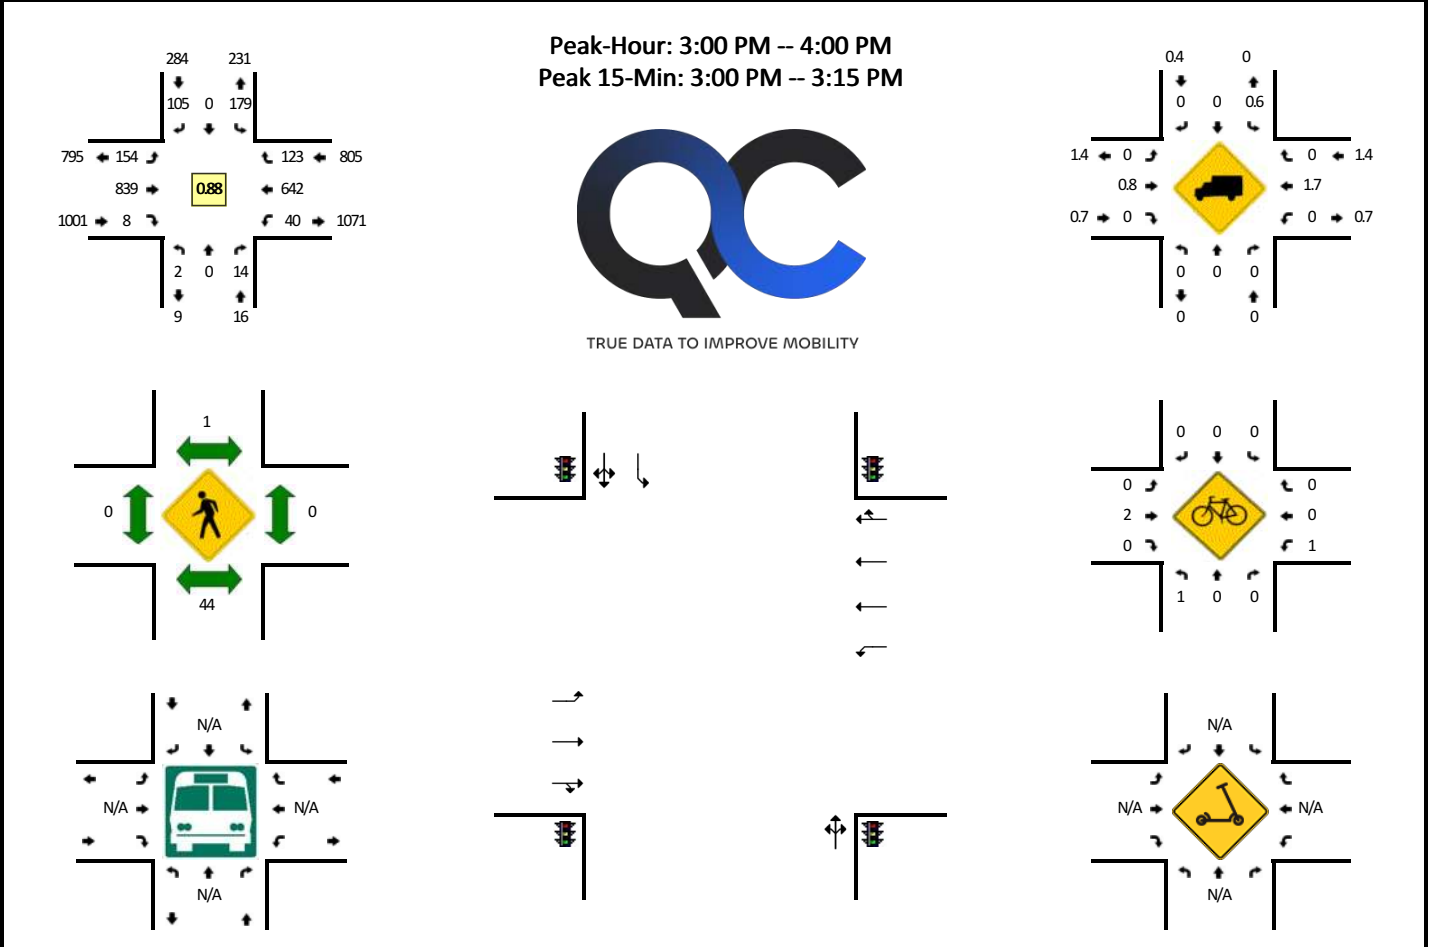 Peak-Hour: 3:00 PM -- 4:00 PM
Peak 15-Min: 3:00 PM -- 3:15 PM
284 231
105 0 179
795 154 123 805
839 0.88 642
1001 8 40 1071
2 0 14
9 16
0.4 0
0 0 0.6
1.4 0 0 1.4
0.8 1.7
0.7 0 0 0.7
0 0 0
0 0
QC
TRUE DATA TO IMPROVE MOBILITY
1
0 0
44
0 0 0
0 0
2 0
0 1
1 0 0
N/A
N/A N/A
N/A
N/A
N/A N/A
N/A